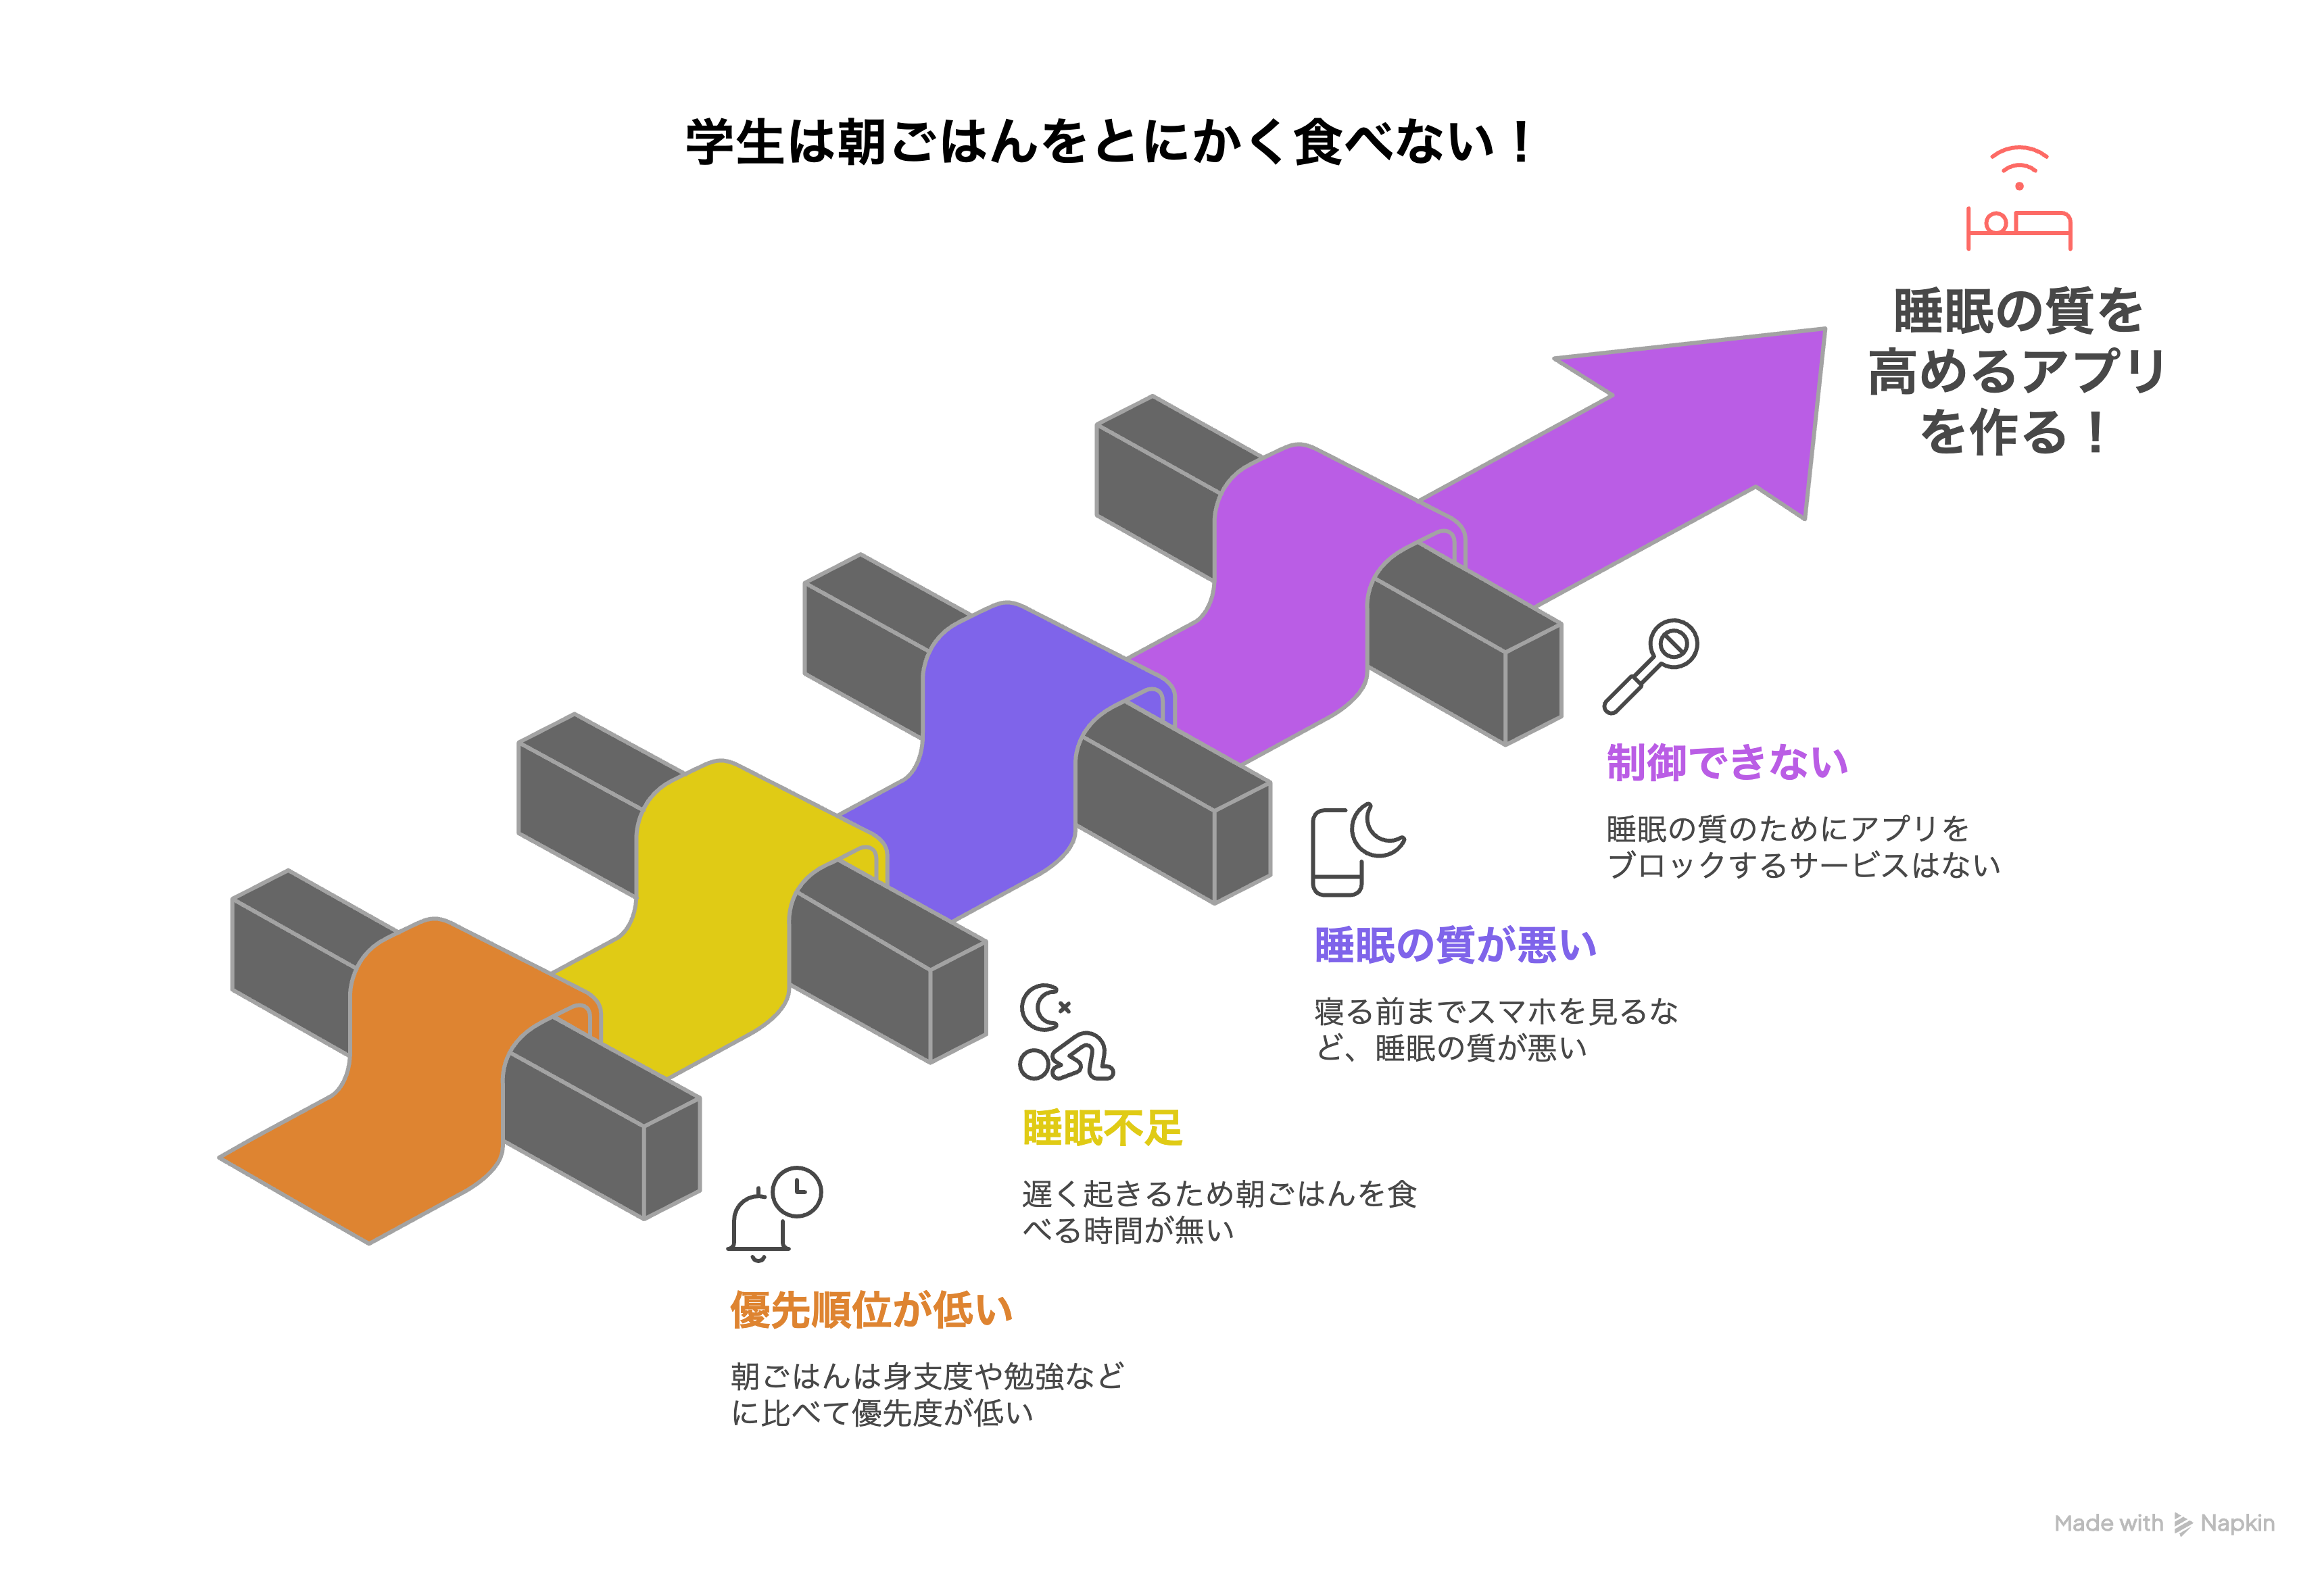 学生は朝ごはんをとにかく食べない！
睡眠の質を
高めるアプリ
を作る！
制御できない
睡眠の質のためにアプリを
ブロックするサービスはない
睡眠の質が悪い
寝る前までスマホを見るな
ど、睡眠の質が悪い
睡眠不足
遅く起きるため朝ごはんを食
べる時間が無い
優先順位が低い
朝ごはんは身支度や勉強など
に比べて優先度が低い
Made with Napkin